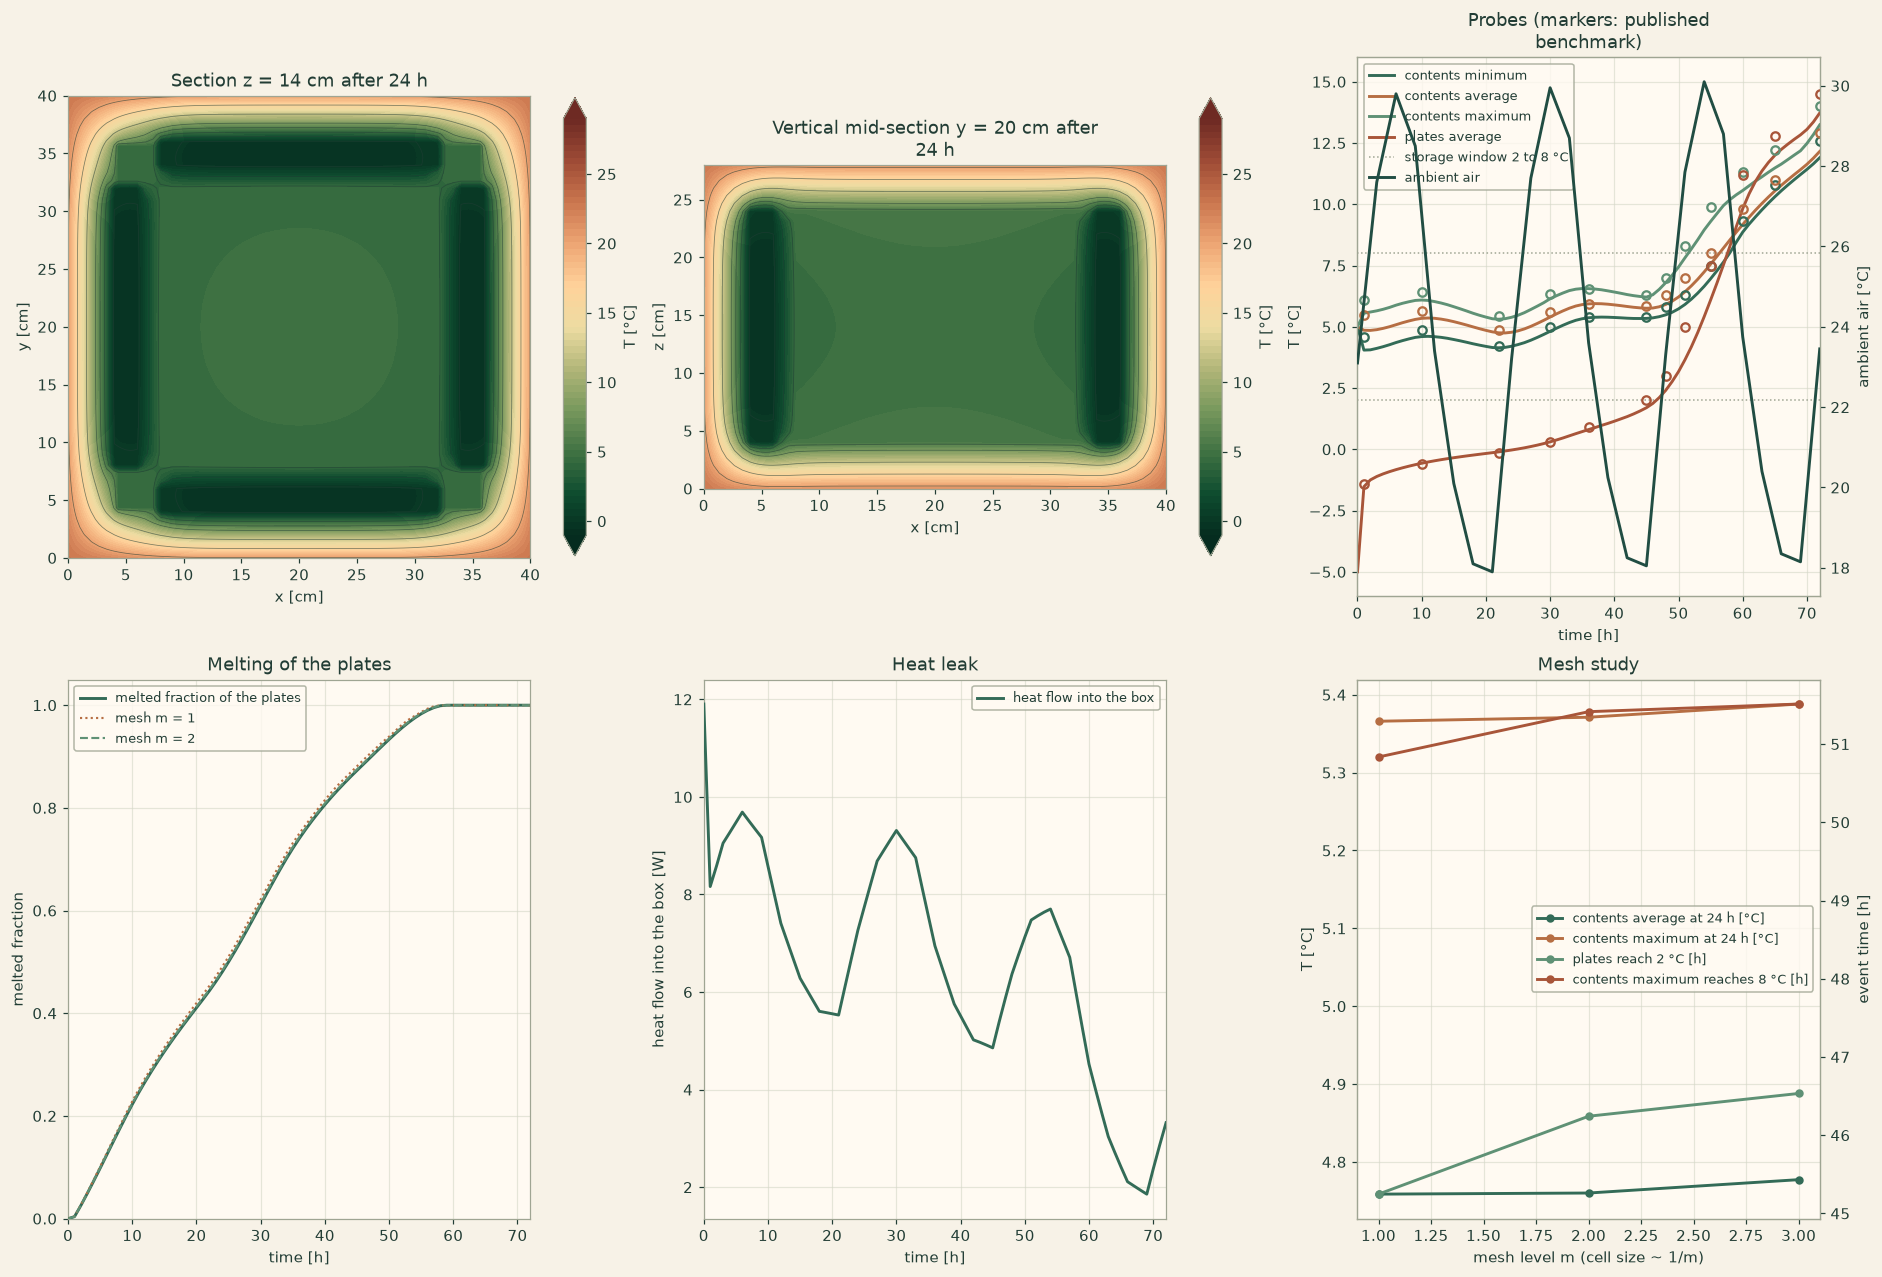 Section z = 14 cm after 24 h
40
35
30
25
20
15
10
5
0
y [cm]
0 5 10 15 20 25 30 35 40
x [cm]
25
20
15
10
5
0
T [°C]
Vertical mid-section y = 20 cm after
24 h
25
20
15
10
5
0
z [cm]
0 5 10 15 20 25 30 35 40
x [cm]
25
20
15
10
5
0
T [°C]
Probes (markers: published
benchmark)
contents minimum
contents average
contents maximum
plates average
storage window 2 to 8 °C
ambient air
15.0
12.5
10.0
7.5
5.0
2.5
0.0
−2.5
−5.0
T [°C]
30
28
26
24
22
20
18
ambient air [°C]
0 10 20 30 40 50 60 70
time [h]
Melting of the plates
melted fraction of the plates
mesh m = 1
mesh m = 2
1.0
0.8
0.6
0.4
0.2
0.0
melted fraction
0 10 20 30 40 50 60 70
time [h]
Heat leak
heat flow into the box
12
10
8
6
4
2
heat flow into the box [W]
0 10 20 30 40 50 60 70
time [h]
Mesh study
5.4
5.3
5.2
5.1
5.0
4.9
4.8
T [°C]
contents average at 24 h [°C]
contents maximum at 24 h [°C]
plates reach 2 °C [h]
contents maximum reaches 8 °C [h]
51
50
49
48
47
46
45
event time [h]
1.00 1.25 1.50 1.75 2.00 2.25 2.50 2.75 3.00
mesh level m (cell size ~ 1/m)